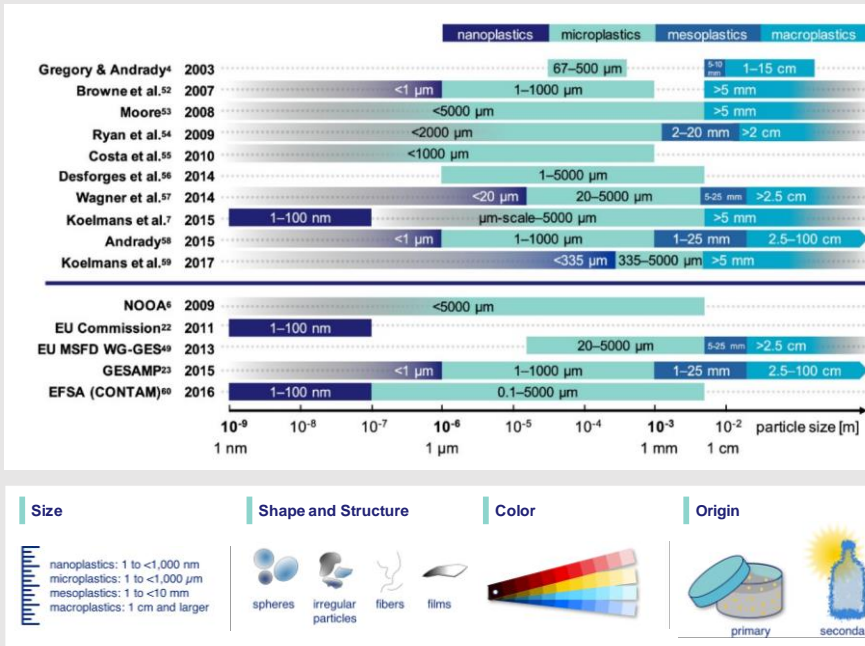 nanoplastics microplastics mesoplastics macroplastics
Gregory & Andrady⁴ 2003 67–500 µm 5-10 mm 1–15 cm
Browne et al.⁵² 2007 <1 µm 1–1000 µm >5 mm
Moore⁵³ 2008 <5000 µm >5 mm
Ryan et al.⁵⁴ 2009 <2000 µm 2–20 mm >2 cm
Costa et al.⁵⁵ 2010 <1000 µm
Desforges et al.⁵⁶ 2014 1–5000 µm
Wagner et al.⁵⁷ 2014 <20 µm 20–5000 µm 5-25 mm >2.5 cm
Koelmans et al.⁷ 2015 1–100 nm µm-scale–5000 µm >5 mm
Andrady⁵⁸ 2015 <1 µm 1–1000 µm 1–25 mm 2.5–100 cm
Koelmans et al.⁵⁹ 2017 <335 µm 335–5000 µm >5 mm
NOOA⁶ 2009 <5000 µm
EU Commission²² 2011 1–100 nm
EU MSFD WG-GES⁴⁹ 2013 20–5000 µm 5-25 mm >2.5 cm
GESAMP²³ 2015 <1 µm 1–1000 µm 1–25 mm 2.5–100 cm
EFSA (CONTAM)⁶⁰ 2016 1–100 nm 0.1–5000 µm
10⁻⁹ 10⁻⁸ 10⁻⁷ 10⁻⁶ 10⁻⁵ 10⁻⁴ 10⁻³ 10⁻² particle size [m]
1 nm 1 µm 1 mm 1 cm
Size Shape and Structure Color Origin
nanoplastics: 1 to <1,000 nm
microplastics: 1 to <1,000 µm
mesoplastics: 1 to <10 mm
macroplastics: 1 cm and larger
spheres irregular particles fibers films
primary seconda